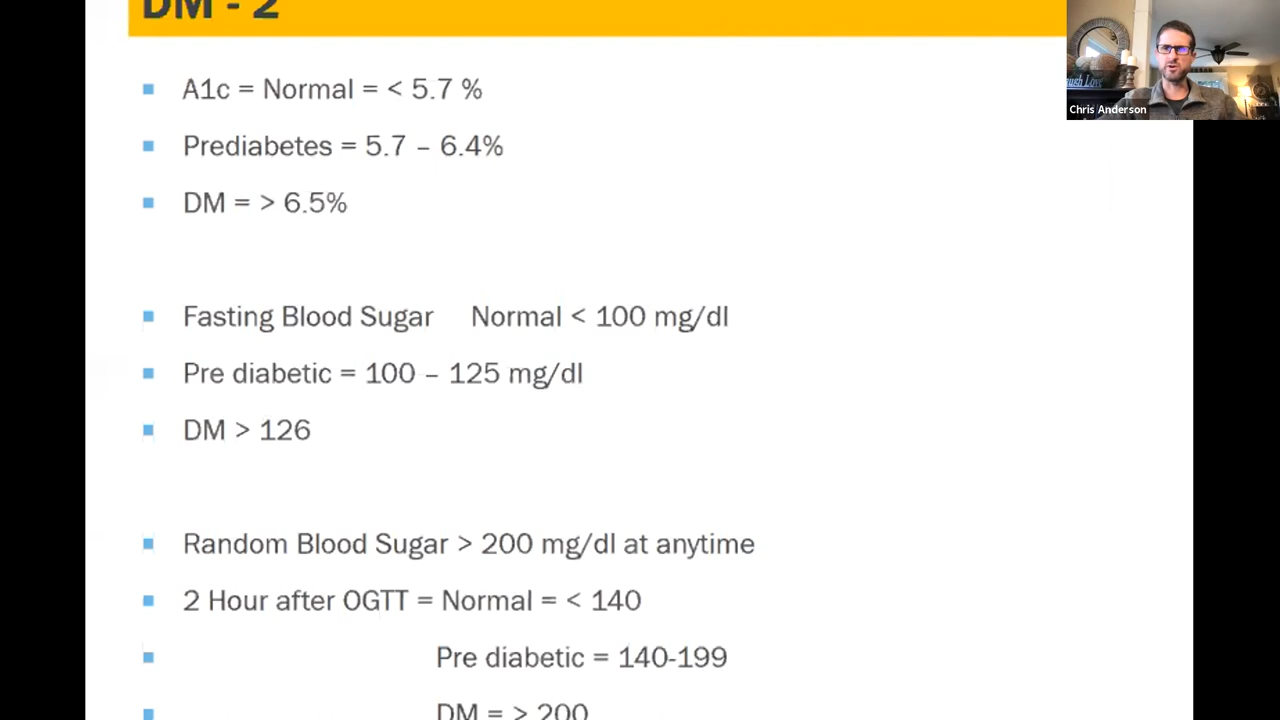 DM - 2
A1c = Normal = < 5.7 %
Prediabetes = 5.7 – 6.4%
DM = > 6.5%
Fasting Blood Sugar Normal < 100 mg/dl
Pre diabetic = 100 – 125 mg/dl
DM > 126
Random Blood Sugar > 200 mg/dl at anytime
2 Hour after OGTT = Normal = < 140
Pre diabetic = 140-199
DM = > 200
Chris Anderson